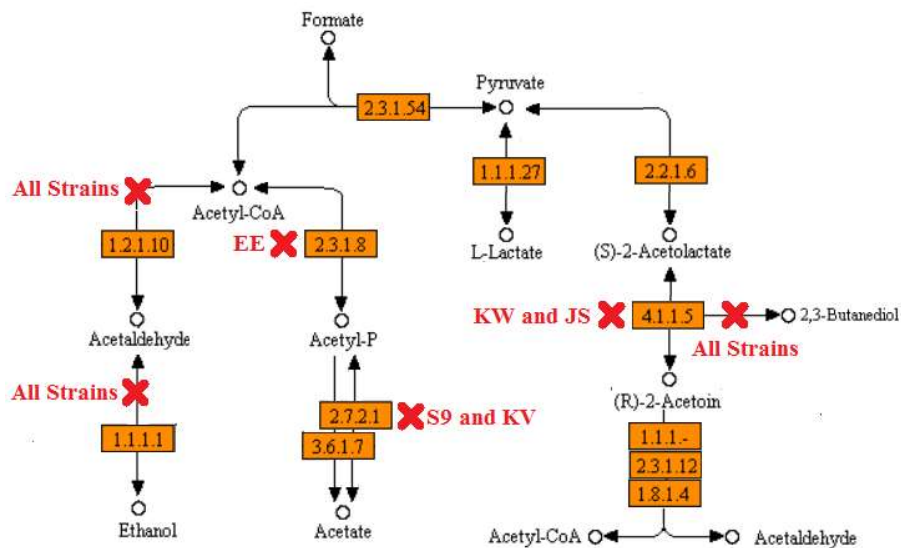 Formate
Pyruvate
2.3.1.54
1.1.1.27
2.2.1.6
All Strains
Acetyl-CoA
1.2.1.10
EE
2.3.1.8
L-Lactate
(S)-2-Acetolactate
KW and JS
4.1.1.5
2,3-Butanediol
All Strains
Acetaldehyde
Acetyl-P
(R)-2-Acetoin
All Strains
2.7.2.1
S9 and KV
1.1.1.1
3.6.1.7
1.1.1.-
2.3.1.12
1.8.1.4
Ethanol
Acetate
Acetyl-CoA
Acetaldehyde